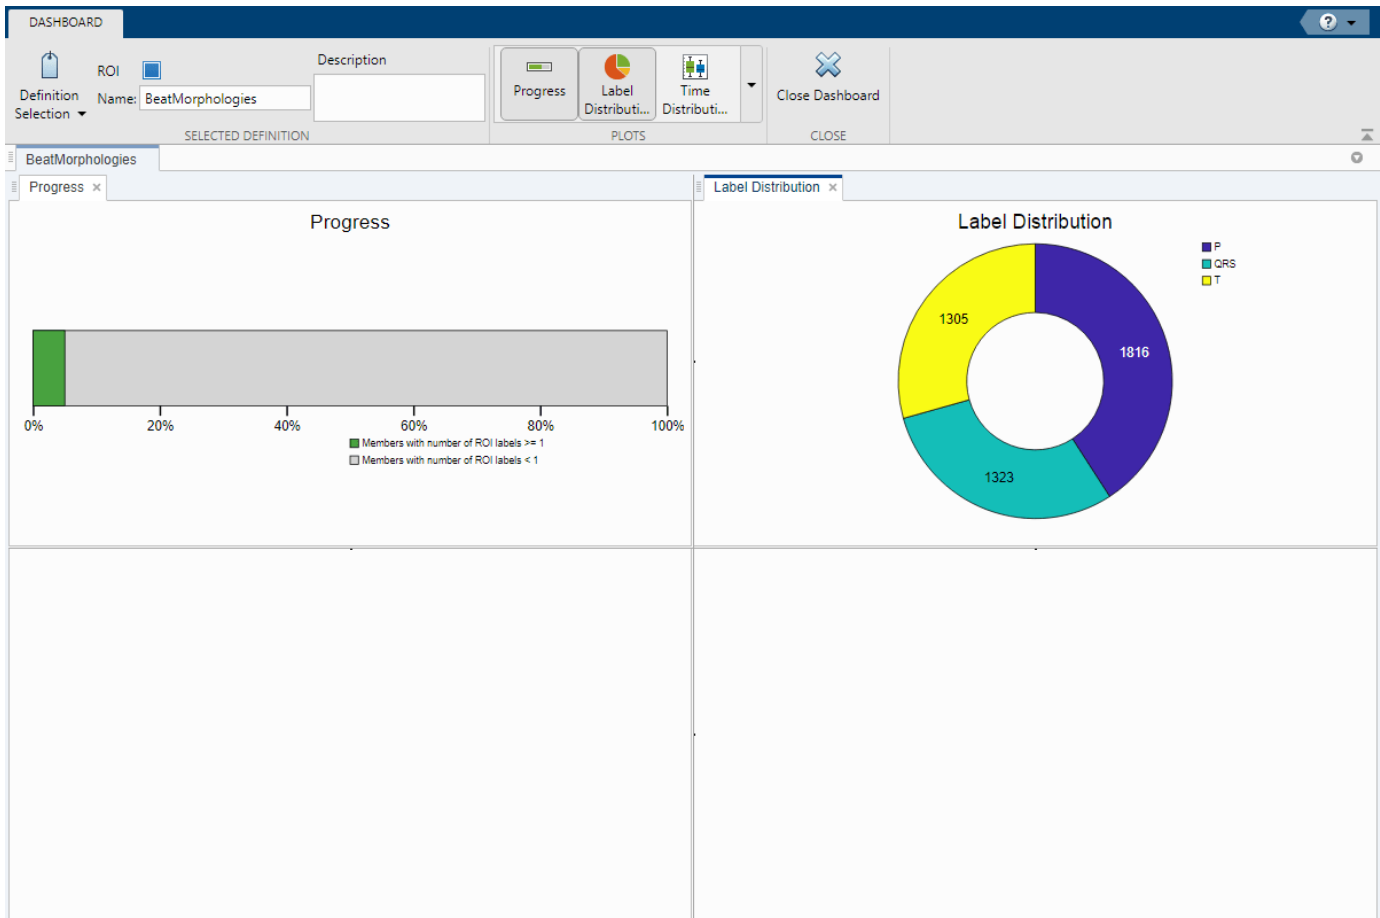 DASHBOARD
?
Definition
Selection
ROI
Name: BeatMorphologies
Description
SELECTED DEFINITION
Progress
Label
Distributi...
Time
Distributi...
PLOTS
Close Dashboard
CLOSE
BeatMorphologies
Progress ×
Label Distribution ×
Progress
0% 20% 40% 60% 80% 100%
Members with number of ROI labels >= 1
Members with number of ROI labels < 1
Label Distribution
P
QRS
T
1305
1816
1323